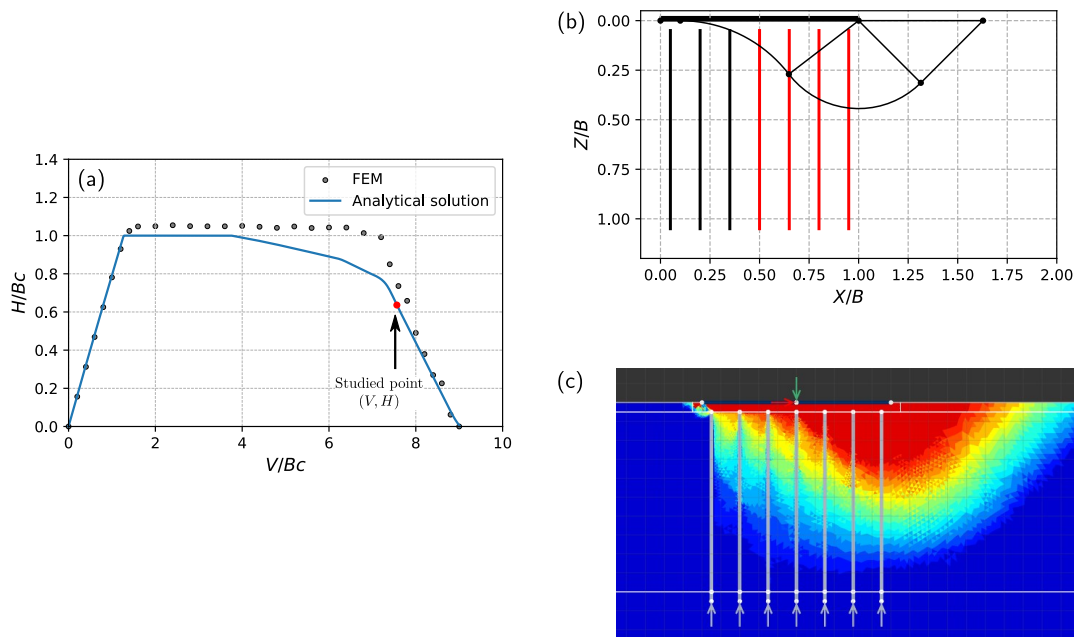 (a)
1.4
1.2
1.0
0.8
0.6
0.4
0.2
0.0
H/Bc
0 2 4 6 8 10
V/Bc
FEM
Analytical solution
Studied point
(V, H)
(b)
0.00
0.25
0.50
0.75
1.00
Z/B
0.00 0.25 0.50 0.75 1.00 1.25 1.50 1.75 2.00
X/B
(c)